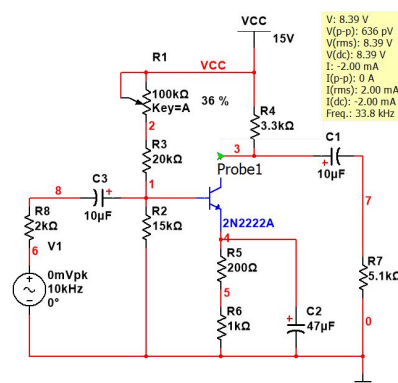 VCC
15V
V: 8.39 V
V(p-p): 636 pV
V(rms): 8.39 V
V(dc): 8.39 V
I: -2.00 mA
I(p-p): 0 A
I(rms): 2.00 mA
I(dc): -2.00 mA
Freq.: 33.8 kHz
R1
VCC
100kΩ
Key=A
36 %
2
R4
3.3kΩ
R3
20kΩ
3
Probe1
C1
10µF
C3
8
10µF
1
7
R8
2kΩ
6
V1
R2
15kΩ
2N2222A
4
0mVpk
10kHz
0°
R5
200Ω
5
R6
1kΩ
C2
47µF
R7
5.1kΩ
0